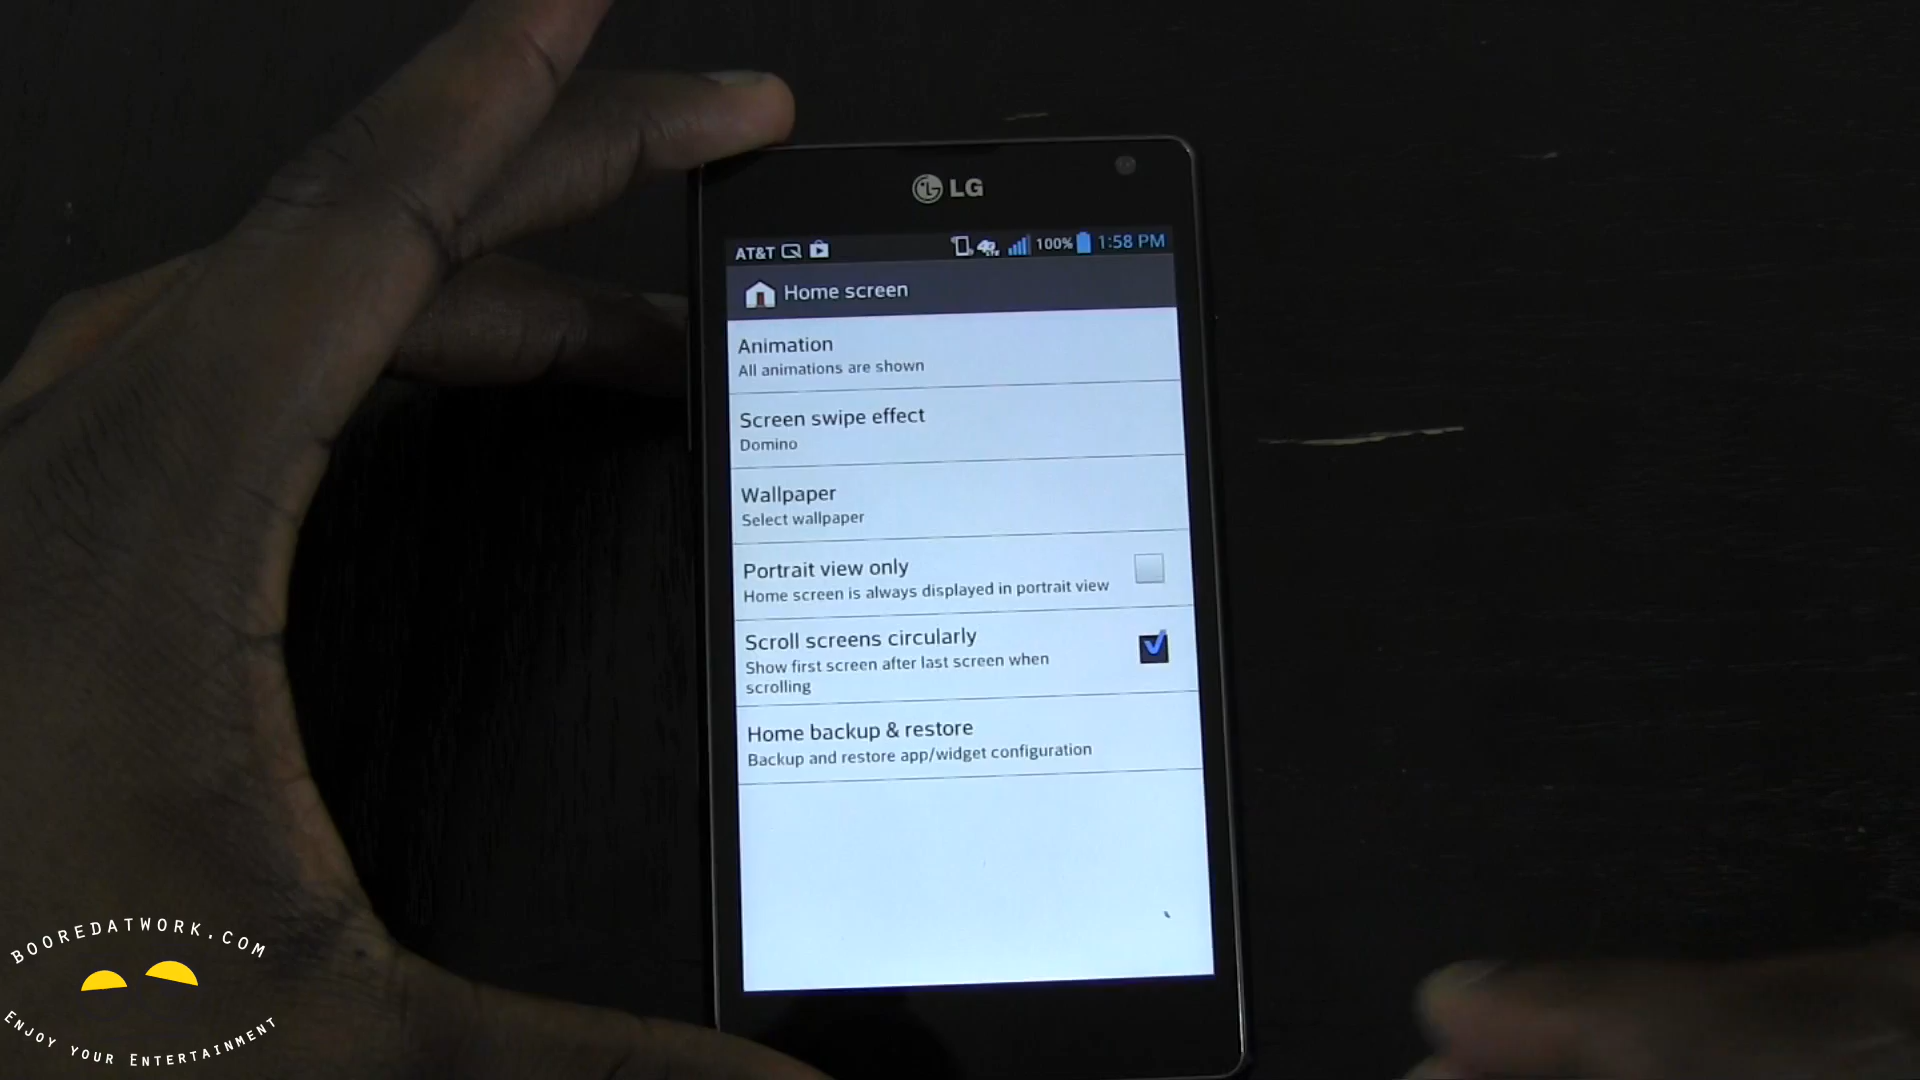 LG
AT&T 100% 1:58 PM
Home screen
Animation
All animations are shown
Screen swipe effect
Domino
Wallpaper
Select wallpaper
Portrait view only
Home screen is always displayed in portrait view
Scroll screens circularly
Show first screen after last screen when
scrolling
Home backup & restore
Backup and restore app/widget configuration
BOOREDATWORK.COM
ENJOY YOUR ENTERTAINMENT